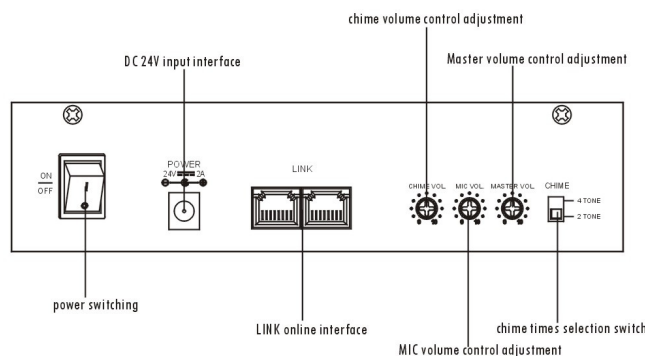 chime volume control adjustment
DC 24V input interface
Master volume control adjustment
ON
OFF
POWER
24V 2A
LINK
CHIME VOL.
MIC VOL.
MASTER VOL.
CHIME
4 TONE
2 TONE
power switching
LINK online interface
chime times selection switch
MIC volume control adjustment